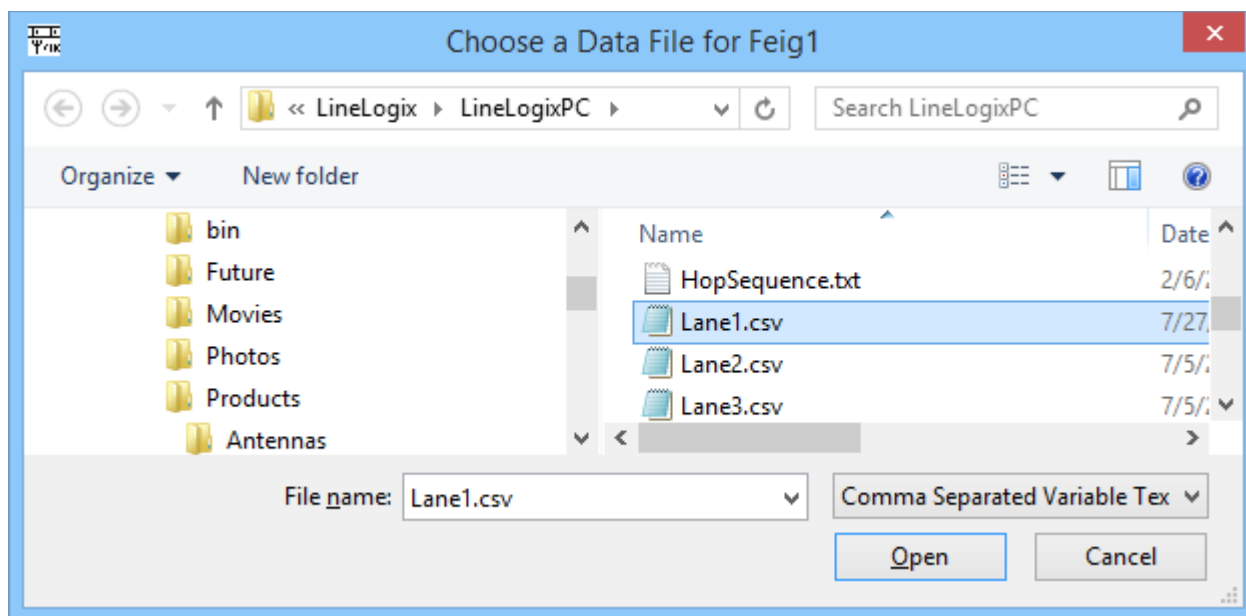 Choose a Data File for Feig1
« LineLogix LineLogixPC Search LineLogixPC
Organize New folder
bin
Future
Movies
Photos
Products
Antennas
Name Date
HopSequence.txt 2/6/
Lane1.csv 7/27
Lane2.csv 7/5/
Lane3.csv 7/5/
File name: Lane1.csv Comma Separated Variable Tex
Open Cancel